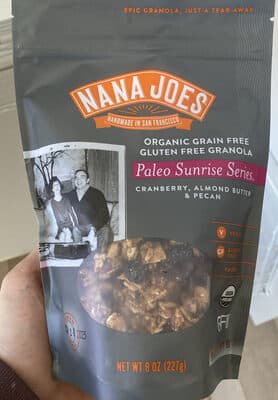 EPIC GRANOLA, JUST A TEAR AWAY
NANA JOES
HANDMADE IN SAN FRANCISCO
ORGANIC GRAIN FREE
GLUTEN FREE GRANOLA
Paleo Sunrise Series
CRANBERRY, ALMOND BUTTER
& PECAN
V
GF
NET WT 8 OZ (227g)